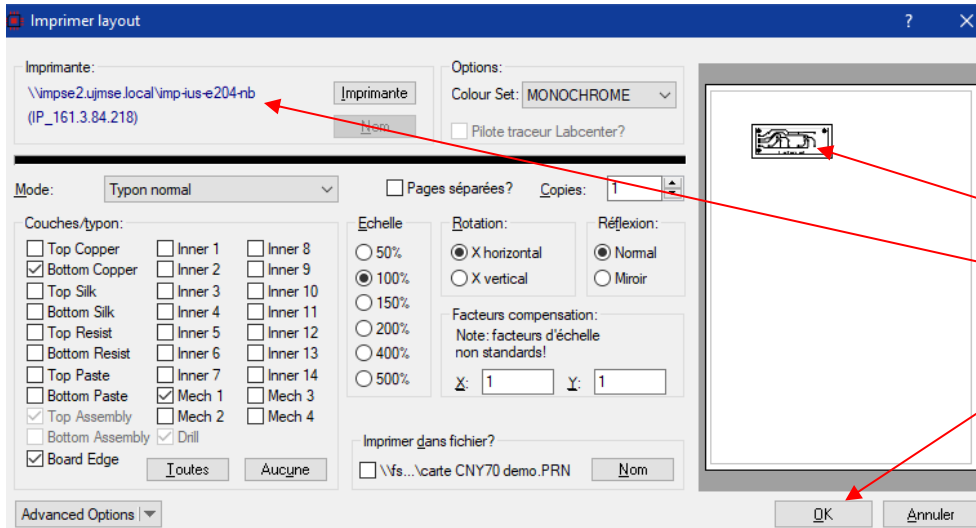 Imprimer layout
Imprimante:
\\impse2.ujmse.local\imp-ius-e204-nb
(IP_161.3.84.218)
Imprimante
Nom
Options:
Colour Set: MONOCHROME
Pilote traceur Labcenter?
Mode: Typon normal
Pages séparées?
Copies: 1
Couches/typon:
Top Copper Inner 1 Inner 8
Bottom Copper Inner 2 Inner 9
Top Silk Inner 3 Inner 10
Bottom Silk Inner 4 Inner 11
Top Resist Inner 5 Inner 12
Bottom Resist Inner 6 Inner 13
Top Paste Inner 7 Inner 14
Bottom Paste Mech 1 Mech 3
Top Assembly Mech 2 Mech 4
Bottom Assembly Drill
Board Edge
Toutes
Aucune
Echelle
50%
100%
150%
200%
400%
500%
Rotation:
X horizontal
X vertical
Réflexion:
Normal
Miroir
Facteurs compensation:
Note: facteurs d'échelle
non standards!
X: 1 Y: 1
Imprimer dans fichier?
\\fs...\carte CNY70 demo.PRN
Nom
Advanced Options
OK
Annuler